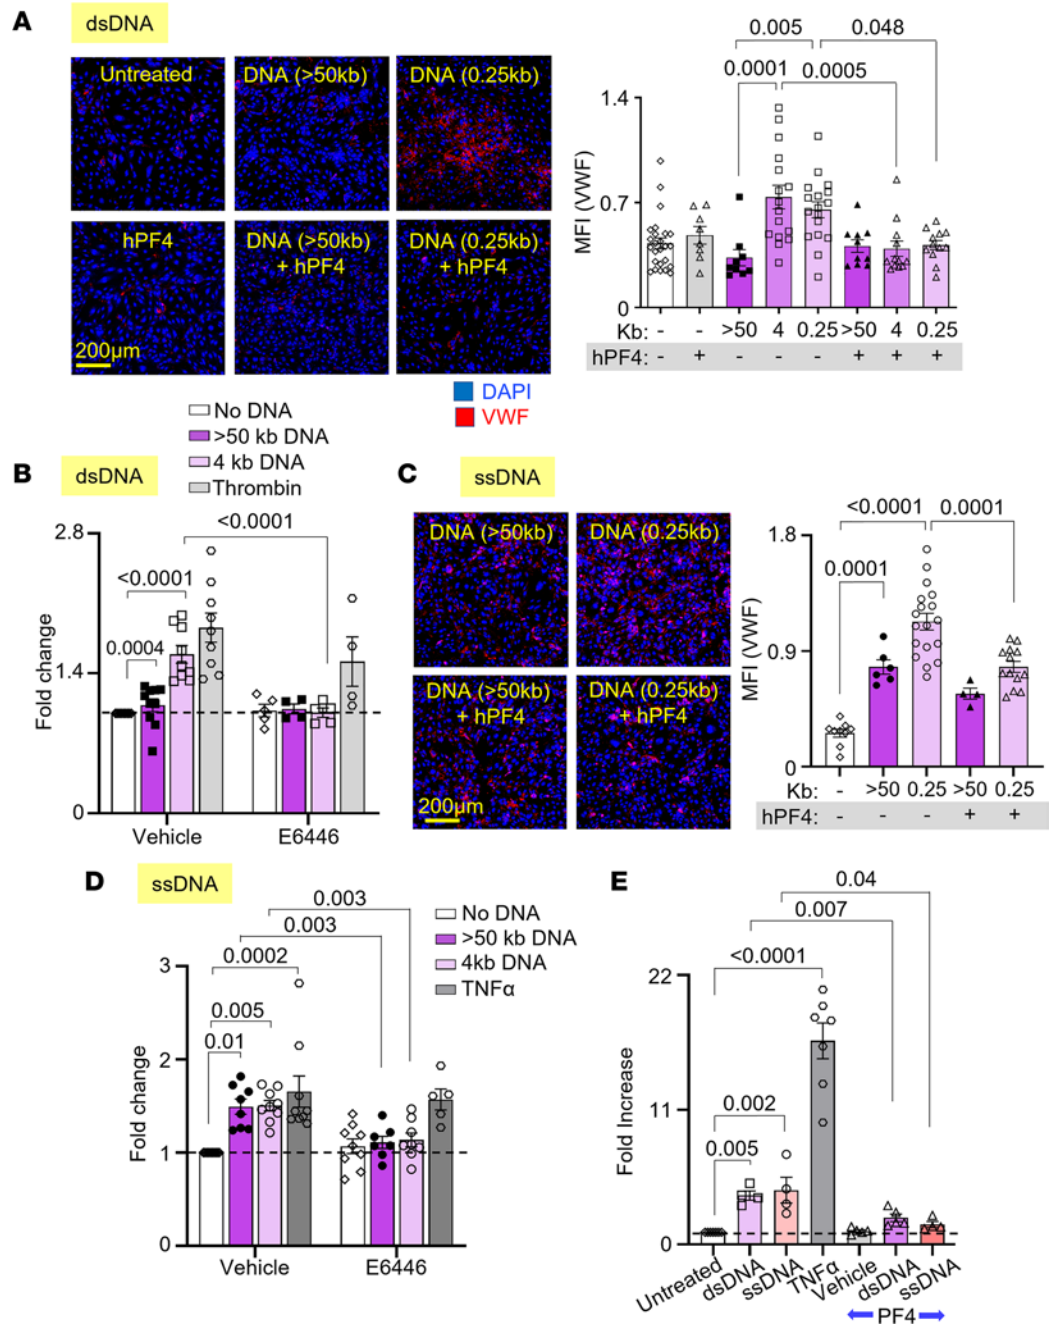 A
dsDNA
Untreated
DNA (>50kb)
DNA (0.25kb)
hPF4
DNA (>50kb)
+ hPF4
DNA (0.25kb)
+ hPF4
200µm
DAPI
VWF
0.005
0.048
0.0001
0.0005
1.4
0.7
0
MFI (VWF)
Kb: - - >50 4 0.25 >50 4 0.25
hPF4: - + - - - + + +
B
dsDNA
No DNA
>50 kb DNA
4 kb DNA
Thrombin
<0.0001
<0.0001
0.0004
2.8
1.4
0
Fold change
Vehicle
E6446
C
ssDNA
DNA (>50kb)
DNA (0.25kb)
DNA (>50kb)
+ hPF4
DNA (0.25kb)
+ hPF4
200µm
<0.0001
0.0001
0.0001
1.8
0.9
0
MFI (VWF)
Kb: - >50 0.25 >50 0.25
hPF4: - - - + +
D
ssDNA
No DNA
>50 kb DNA
4kb DNA
TNFα
0.003
0.003
0.0002
0.005
0.01
3
2
1
0
Fold change
Vehicle
E6446
E
0.04
0.007
<0.0001
0.002
0.005
22
11
0
Fold Increase
Untreated
dsDNA
ssDNA
TNFα
Vehicle
dsDNA
ssDNA
PF4